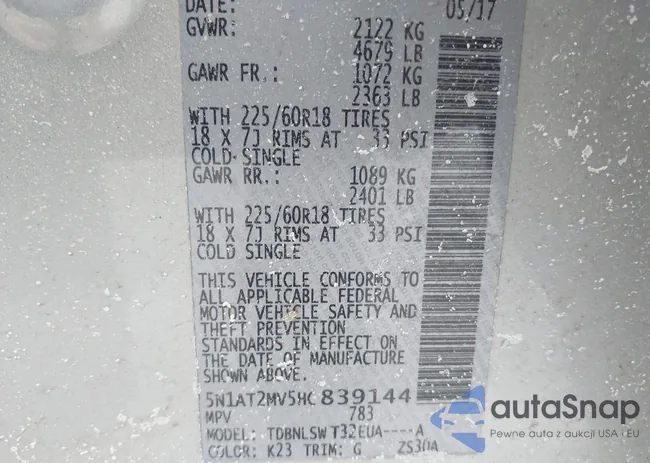 DATE: 05/17
GVWR: 2122 KG
4679 LB
GAWR FR.: 1072 KG
2363 LB
WITH 225/60R18 TIRES
18 X 7J RIMS AT 33 PSI
COLD SINGLE
GAWR RR.: 1089 KG
2401 LB
WITH 225/60R18 TIRES
18 X 7J RIMS AT 33 PSI
COLD SINGLE
THIS VEHICLE CONFORMS TO
ALL APPLICABLE FEDERAL
MOTOR VEHICLE SAFETY AND
THEFT PREVENTION
STANDARDS IN EFFECT ON
THE DATE OF MANUFACTURE
SHOWN ABOVE.
5N1AT2MV5HC 839144
MPV 783
MODEL: TDBNLSW T32EUA----A
COLOR: K23 TRIM: G ZS30A
autaSnap
Pewne auta z aukcji USA i EU